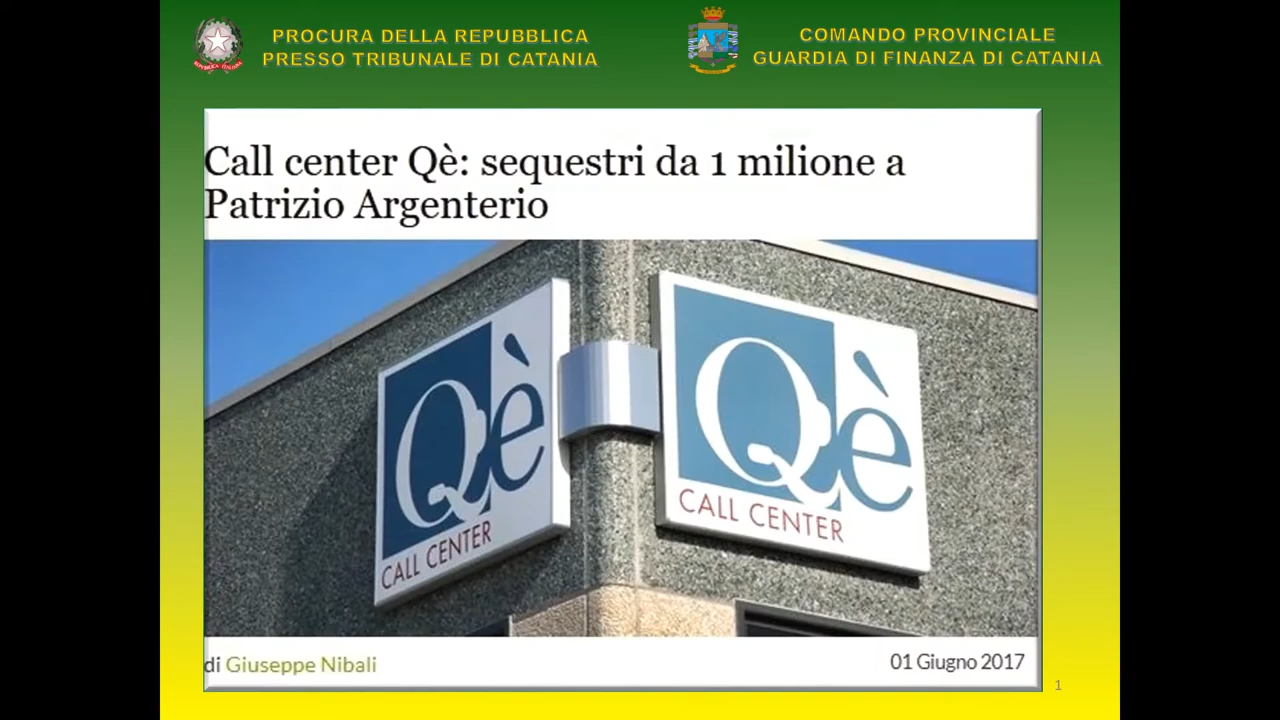 PROCURA DELLA REPUBBLICA
PRESSO TRIBUNALE DI CATANIA
COMANDO PROVINCIALE
GUARDIA DI FINANZA DI CATANIA
Call center Qè: sequestri da 1 milione a
Patrizio Argenterio
Qè
CALL CENTER
Qè
CALL CENTER
di Giuseppe Nibali
01 Giugno 2017
1